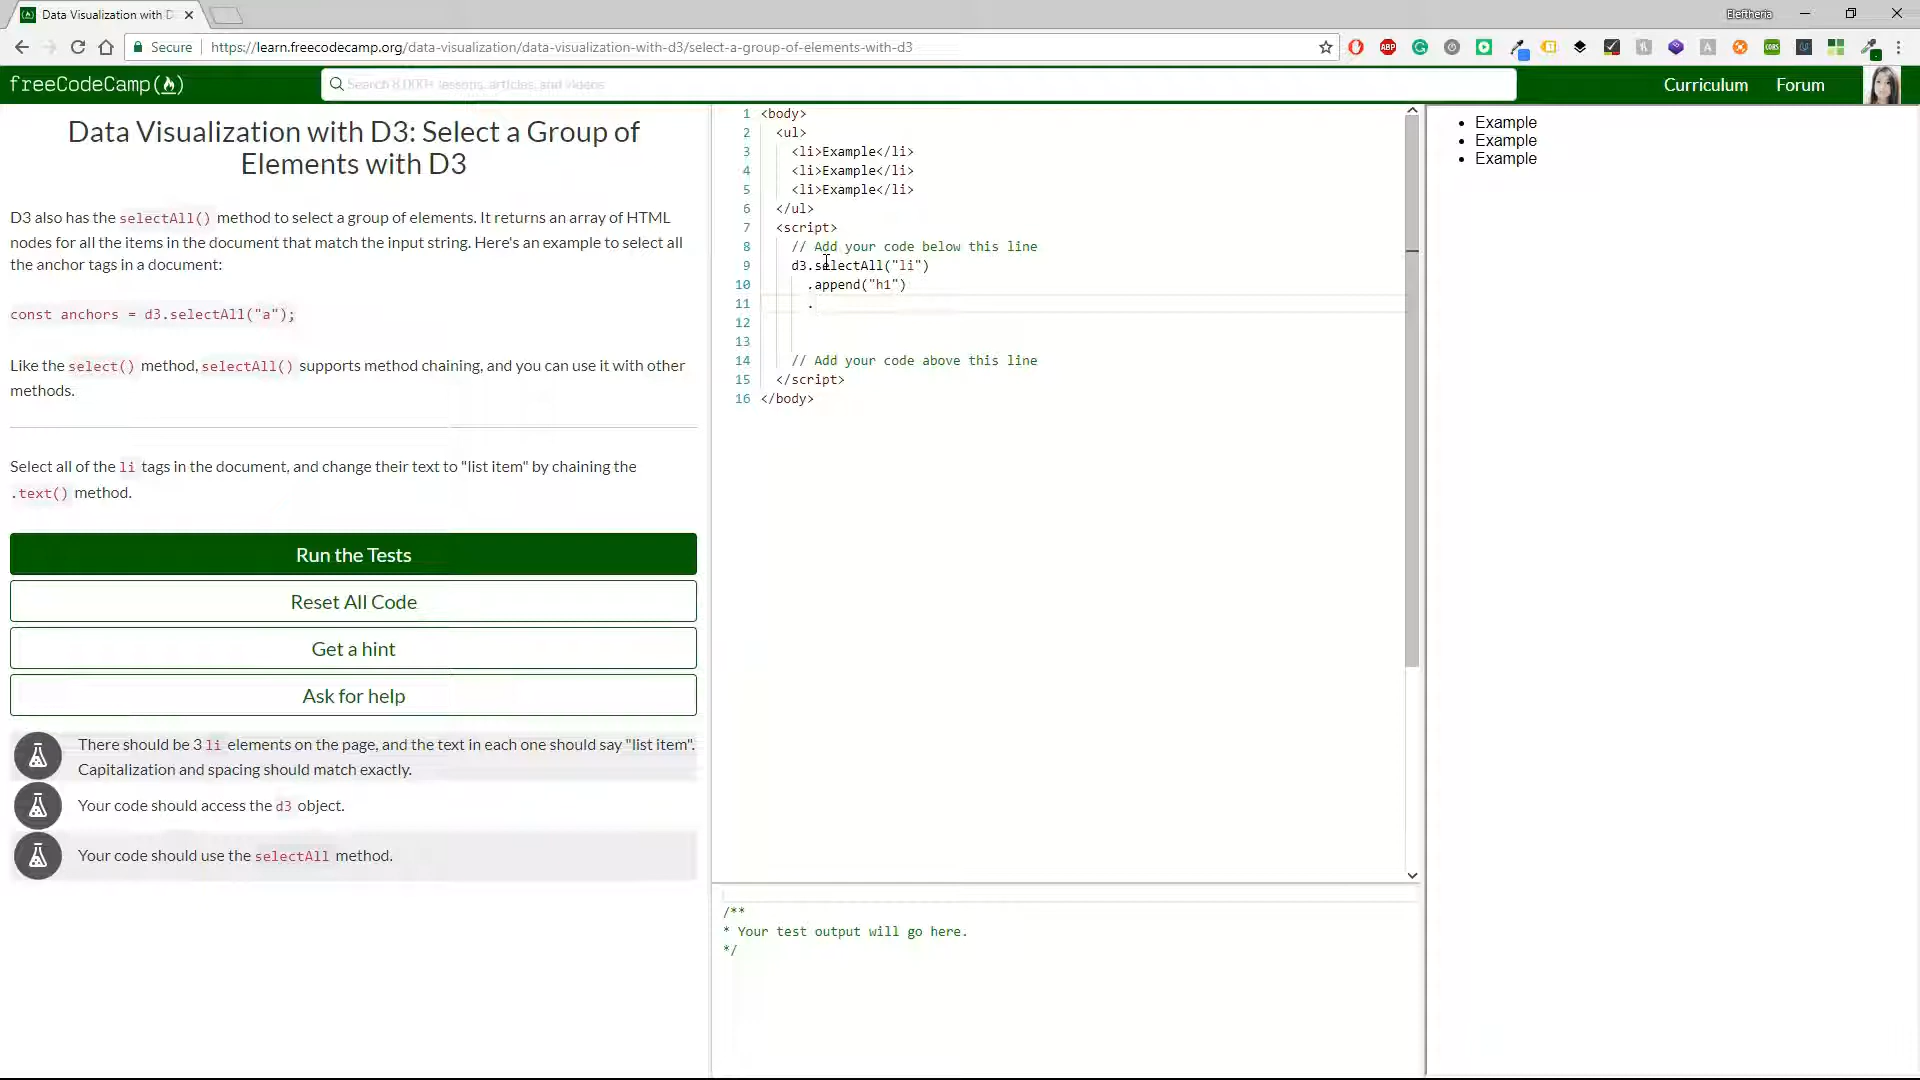 Data Visualization with D
Eleftheria
Secure
https://learn.freecodecamp.org/data-visualization/data-visualization-with-d3/select-a-group-of-elements-with-d3
ABP
CORS
freeCodeCamp
Search 8,000+ lessons, articles, and videos
Curriculum
Forum
Data Visualization with D3: Select a Group of
Elements with D3
D3 also has the selectAll() method to select a group of elements. It returns an array of HTML
nodes for all the items in the document that match the input string. Here's an example to select all
the anchor tags in a document:
const anchors = d3.selectAll("a");
Like the select() method, selectAll() supports method chaining, and you can use it with other
methods.
Select all of the li tags in the document, and change their text to "list item" by chaining the
.text() method.
Run the Tests
Reset All Code
Get a hint
Ask for help
There should be 3 li elements on the page, and the text in each one should say "list item".
Capitalization and spacing should match exactly.
Your code should access the d3 object.
Your code should use the selectAll method.
1 <body>
2 <ul>
3 <li>Example</li>
4 <li>Example</li>
5 <li>Example</li>
6 </ul>
7 <script>
8 // Add your code below this line
9 d3.selectAll("li")
10 .append("h1")
11 .
12
13
14 // Add your code above this line
15 </script>
16 </body>
/**
* Your test output will go here.
*/
• Example
• Example
• Example